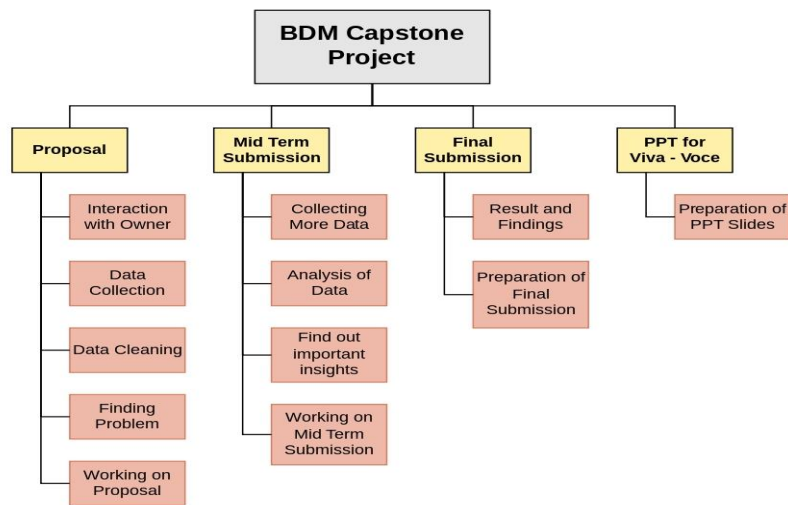 BDM Capstone
Project
Proposal
Interaction
with Owner
Data
Collection
Data Cleaning
Finding
Problem
Working on
Proposal
Mid Term
Submission
Collecting
More Data
Analysis of
Data
Find out
important
insights
Working on
Mid Term
Submission
Final
Submission
Result and
Findings
Preparation of
Final
Submission
PPT for
Viva - Voce
Preparation of
PPT Slides